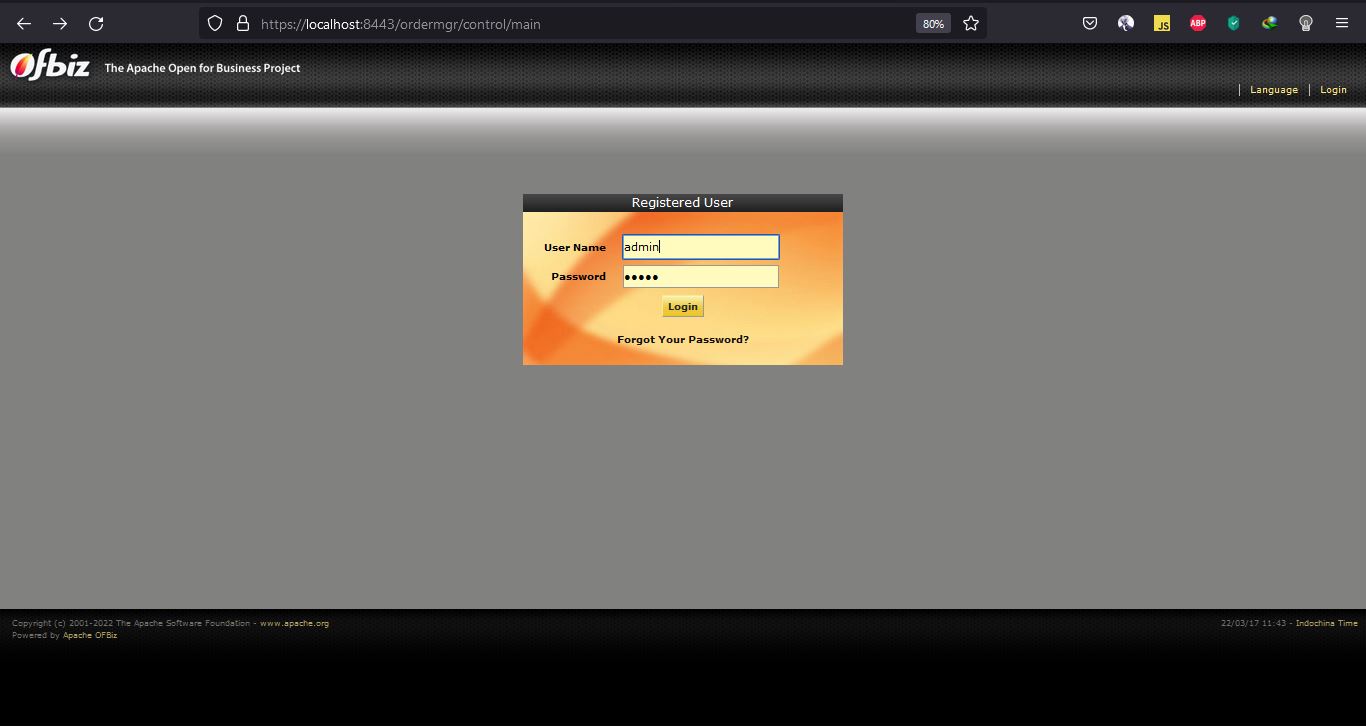 https://localhost:8443/ordermgr/control/main
80%
JS
ABP
Ofbiz The Apache Open for Business Project
Language
Login
Registered User
User Name admin
Password •••••
Login
Forgot Your Password?
Copyright (c) 2001-2022 The Apache Software Foundation - www.apache.org
22/03/17 11:43 - Indochina Time
Powered by Apache OFBiz